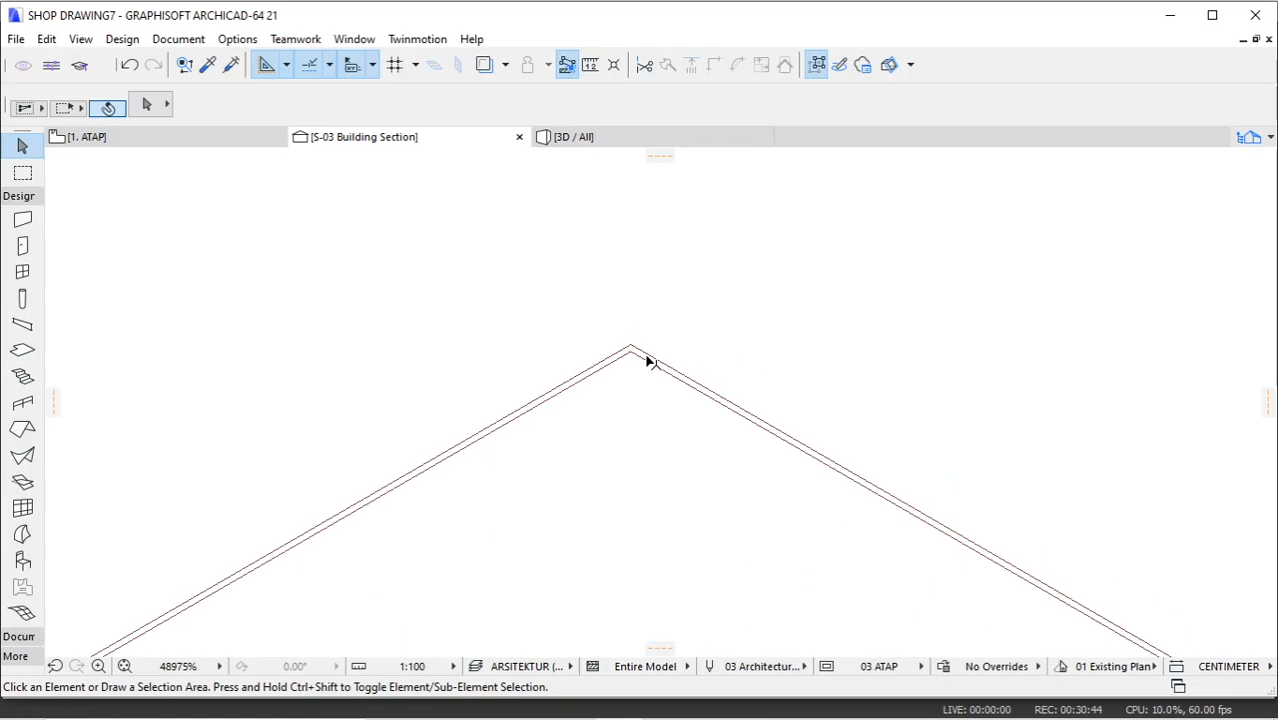 SHOP DRAWING7 - GRAPHISOFT ARCHICAD-64 21
File Edit View Design Document Options Teamwork Window Twinmotion Help
[1. ATAP] [S-03 Building Section] [3D / All]
Design
Docum
More
48975% 0.00° 1:100 ARSITEKTUR (... Entire Model 03 Architectur... 03 ATAP No Overrides 01 Existing Plan CENTIMETER
Click an Element or Draw a Selection Area. Press and Hold Ctrl+Shift to Toggle Element/Sub-Element Selection.
LIVE: 00:00:00 REC: 00:30:44 CPU: 10.0%, 60.00 fps